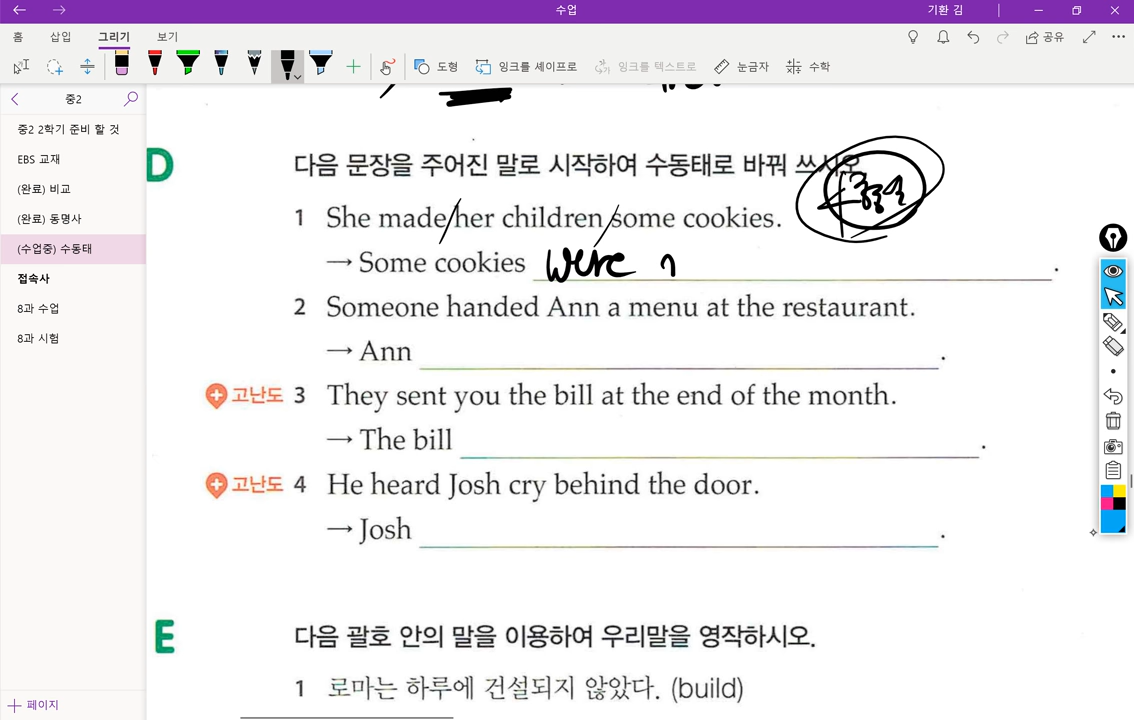 수업
기환 김
홈 삽입 그리기 보기
공유
도형 잉크를 셰이프로 잉크를 텍스트로 눈금자 수학
중2
중2 2학기 준비 할 것
EBS 교재
(완료) 비교
(완료) 동명사
(수업중) 수동태
접속사
8과 수업
8과 시험
페이지
D 다음 문장을 주어진 말로 시작하여 수동태로 바꿔 쓰시오
1 She made/her children/some cookies.
→ Some cookies were .
2 Someone handed Ann a menu at the restaurant.
→ Ann .
고난도 3 They sent you the bill at the end of the month.
→ The bill .
고난도 4 He heard Josh cry behind the door.
→ Josh .
E 다음 괄호 안의 말을 이용하여 우리말을 영작하시오.
1 로마는 하루에 건설되지 않았다. (build)